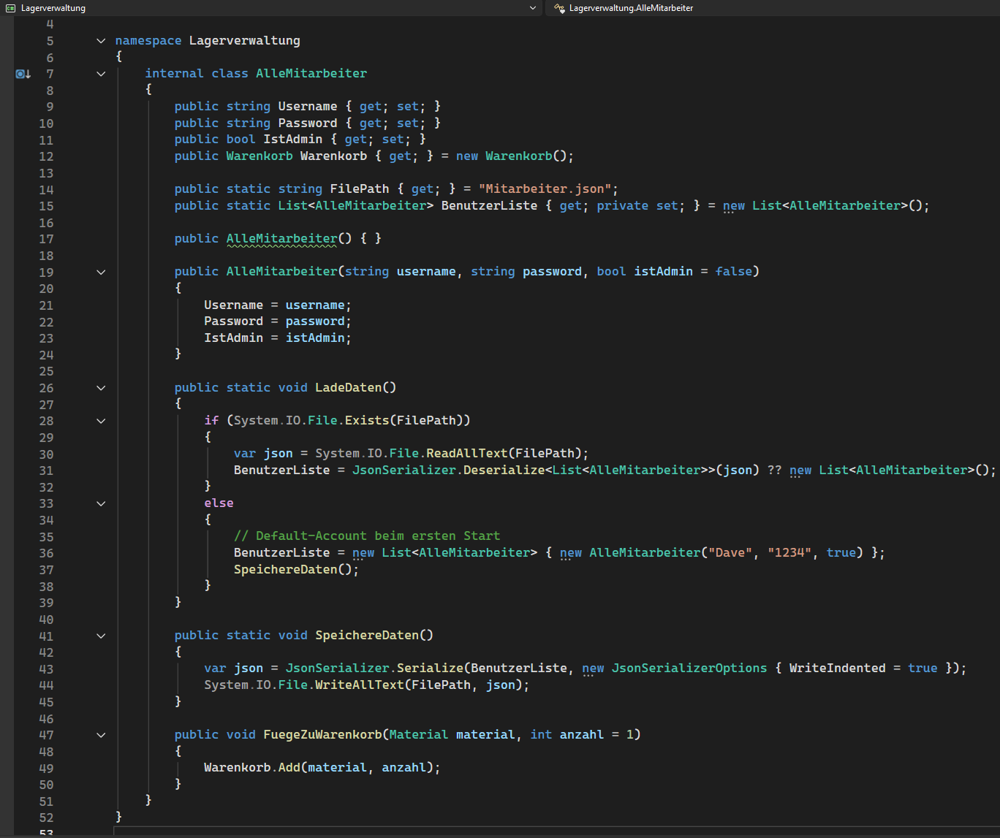 Lagerverwaltung
Lagerverwaltung.AlleMitarbeiter
4
5 namespace Lagerverwaltung
6 {
7 internal class AlleMitarbeiter
8 {
9 public string Username { get; set; }
10 public string Password { get; set; }
11 public bool IstAdmin { get; set; }
12 public Warenkorb Warenkorb { get; } = new Warenkorb();
13
14 public static string FilePath { get; } = "Mitarbeiter.json";
15 public static List<AlleMitarbeiter> BenutzerListe { get; private set; } = new List<AlleMitarbeiter>();
16
17 public AlleMitarbeiter() { }
18
19 public AlleMitarbeiter(string username, string password, bool istAdmin = false)
20 {
21 Username = username;
22 Password = password;
23 IstAdmin = istAdmin;
24 }
25
26 public static void LadeDaten()
27 {
28 if (System.IO.File.Exists(FilePath))
29 {
30 var json = System.IO.File.ReadAllText(FilePath);
31 BenutzerListe = JsonSerializer.Deserialize<List<AlleMitarbeiter>>(json) ?? new List<AlleMitarbeiter>();
32 }
33 else
34 {
35 // Default-Account beim ersten Start
36 BenutzerListe = new List<AlleMitarbeiter> { new AlleMitarbeiter("Dave", "1234", true) };
37 SpeichereDaten();
38 }
39 }
40
41 public static void SpeichereDaten()
42 {
43 var json = JsonSerializer.Serialize(BenutzerListe, new JsonSerializerOptions { WriteIndented = true });
44 System.IO.File.WriteAllText(FilePath, json);
45 }
46
47 public void FuegeZuWarenkorb(Material material, int anzahl = 1)
48 {
49 Warenkorb.Add(material, anzahl);
50 }
51 }
52 }
53